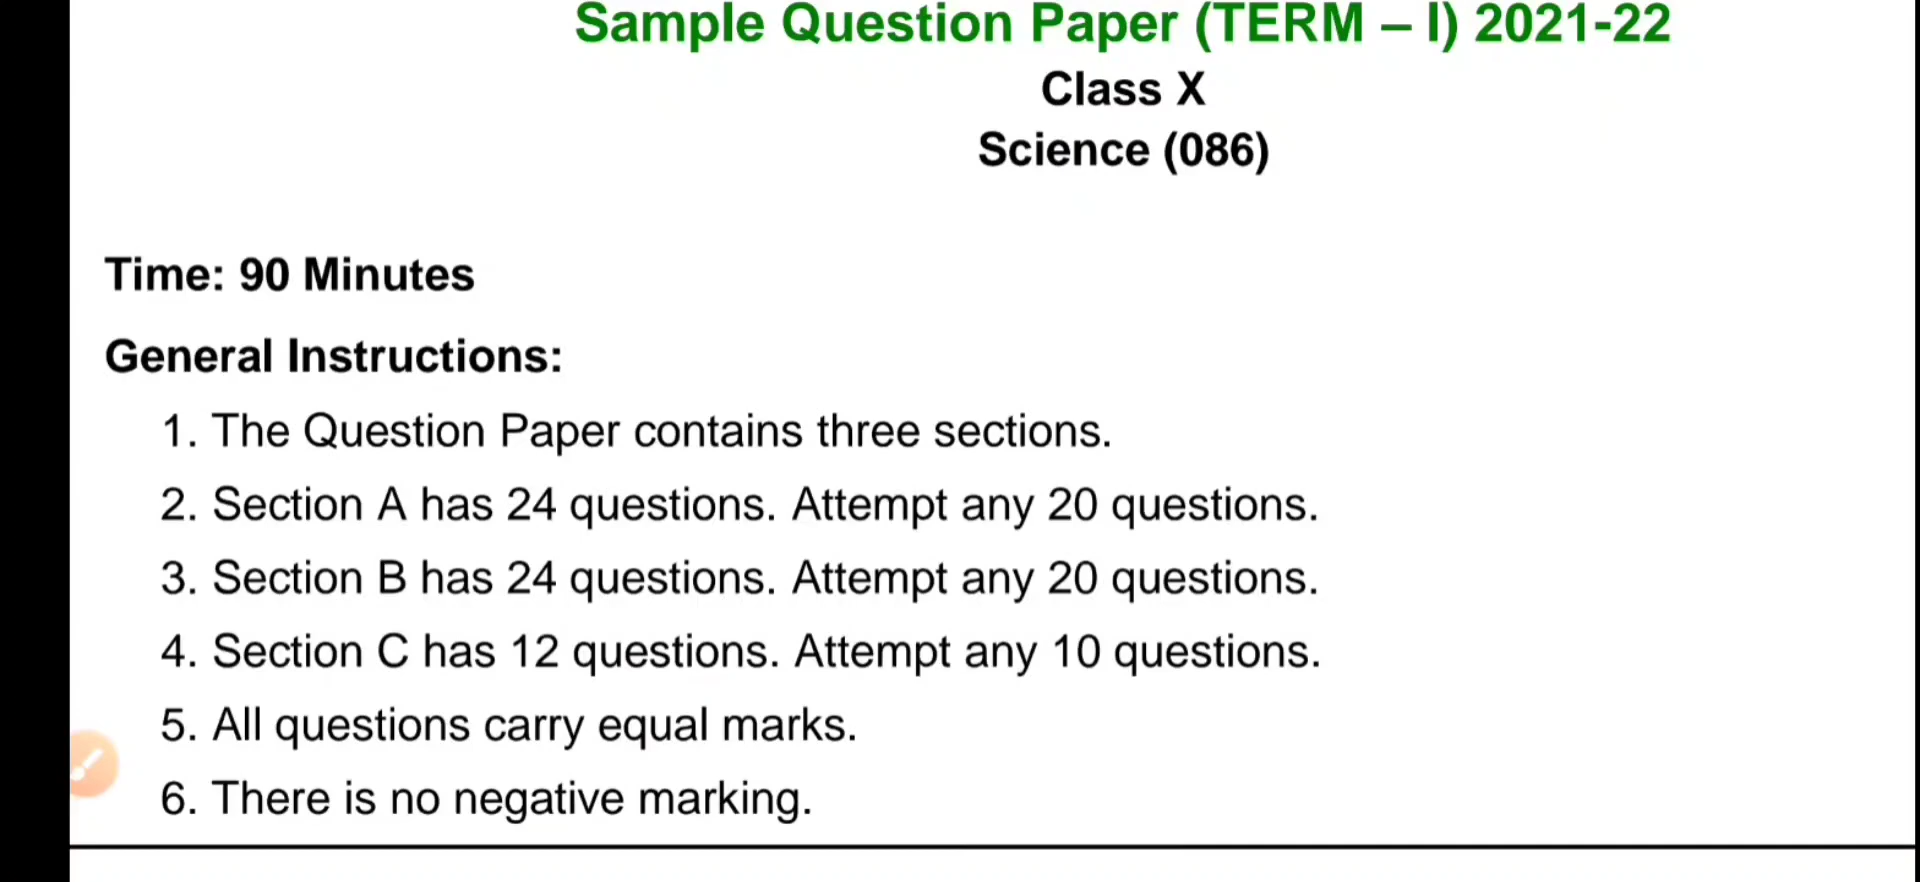 Sample Question Paper (TERM – I) 2021-22
Class X
Science (086)
Time: 90 Minutes
General Instructions:
1. The Question Paper contains three sections.
2. Section A has 24 questions. Attempt any 20 questions.
3. Section B has 24 questions. Attempt any 20 questions.
4. Section C has 12 questions. Attempt any 10 questions.
5. All questions carry equal marks.
6. There is no negative marking.